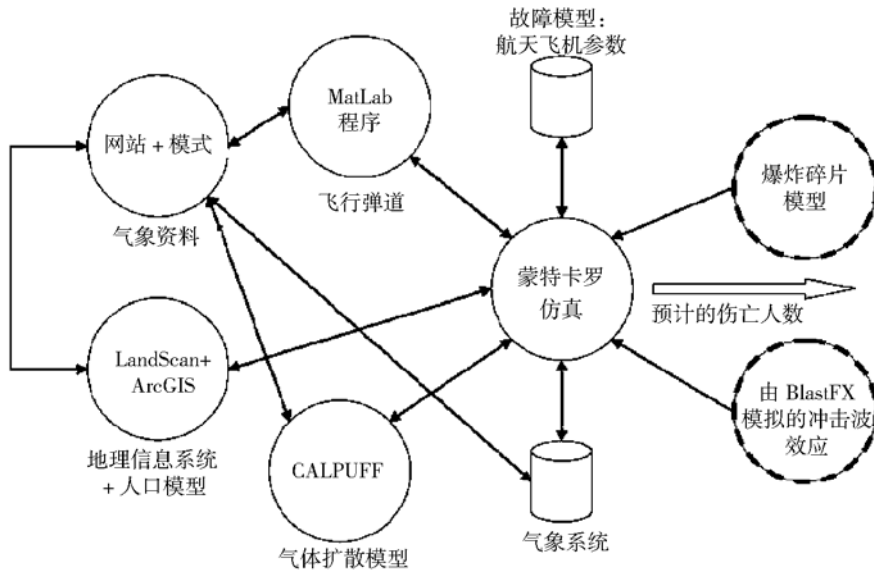 故障模型：
航天飞机参数
MatLab
程序
飞行弹道
网站 + 模式
气象资料
爆炸碎片
模型
蒙特卡罗
仿真
预计的伤亡人数
LandScan+
ArcGIS
地理信息系统
+ 人口模型
CALPUFF
气体扩散模型
气象系统
由 BlastFX
模拟的冲击波
效应